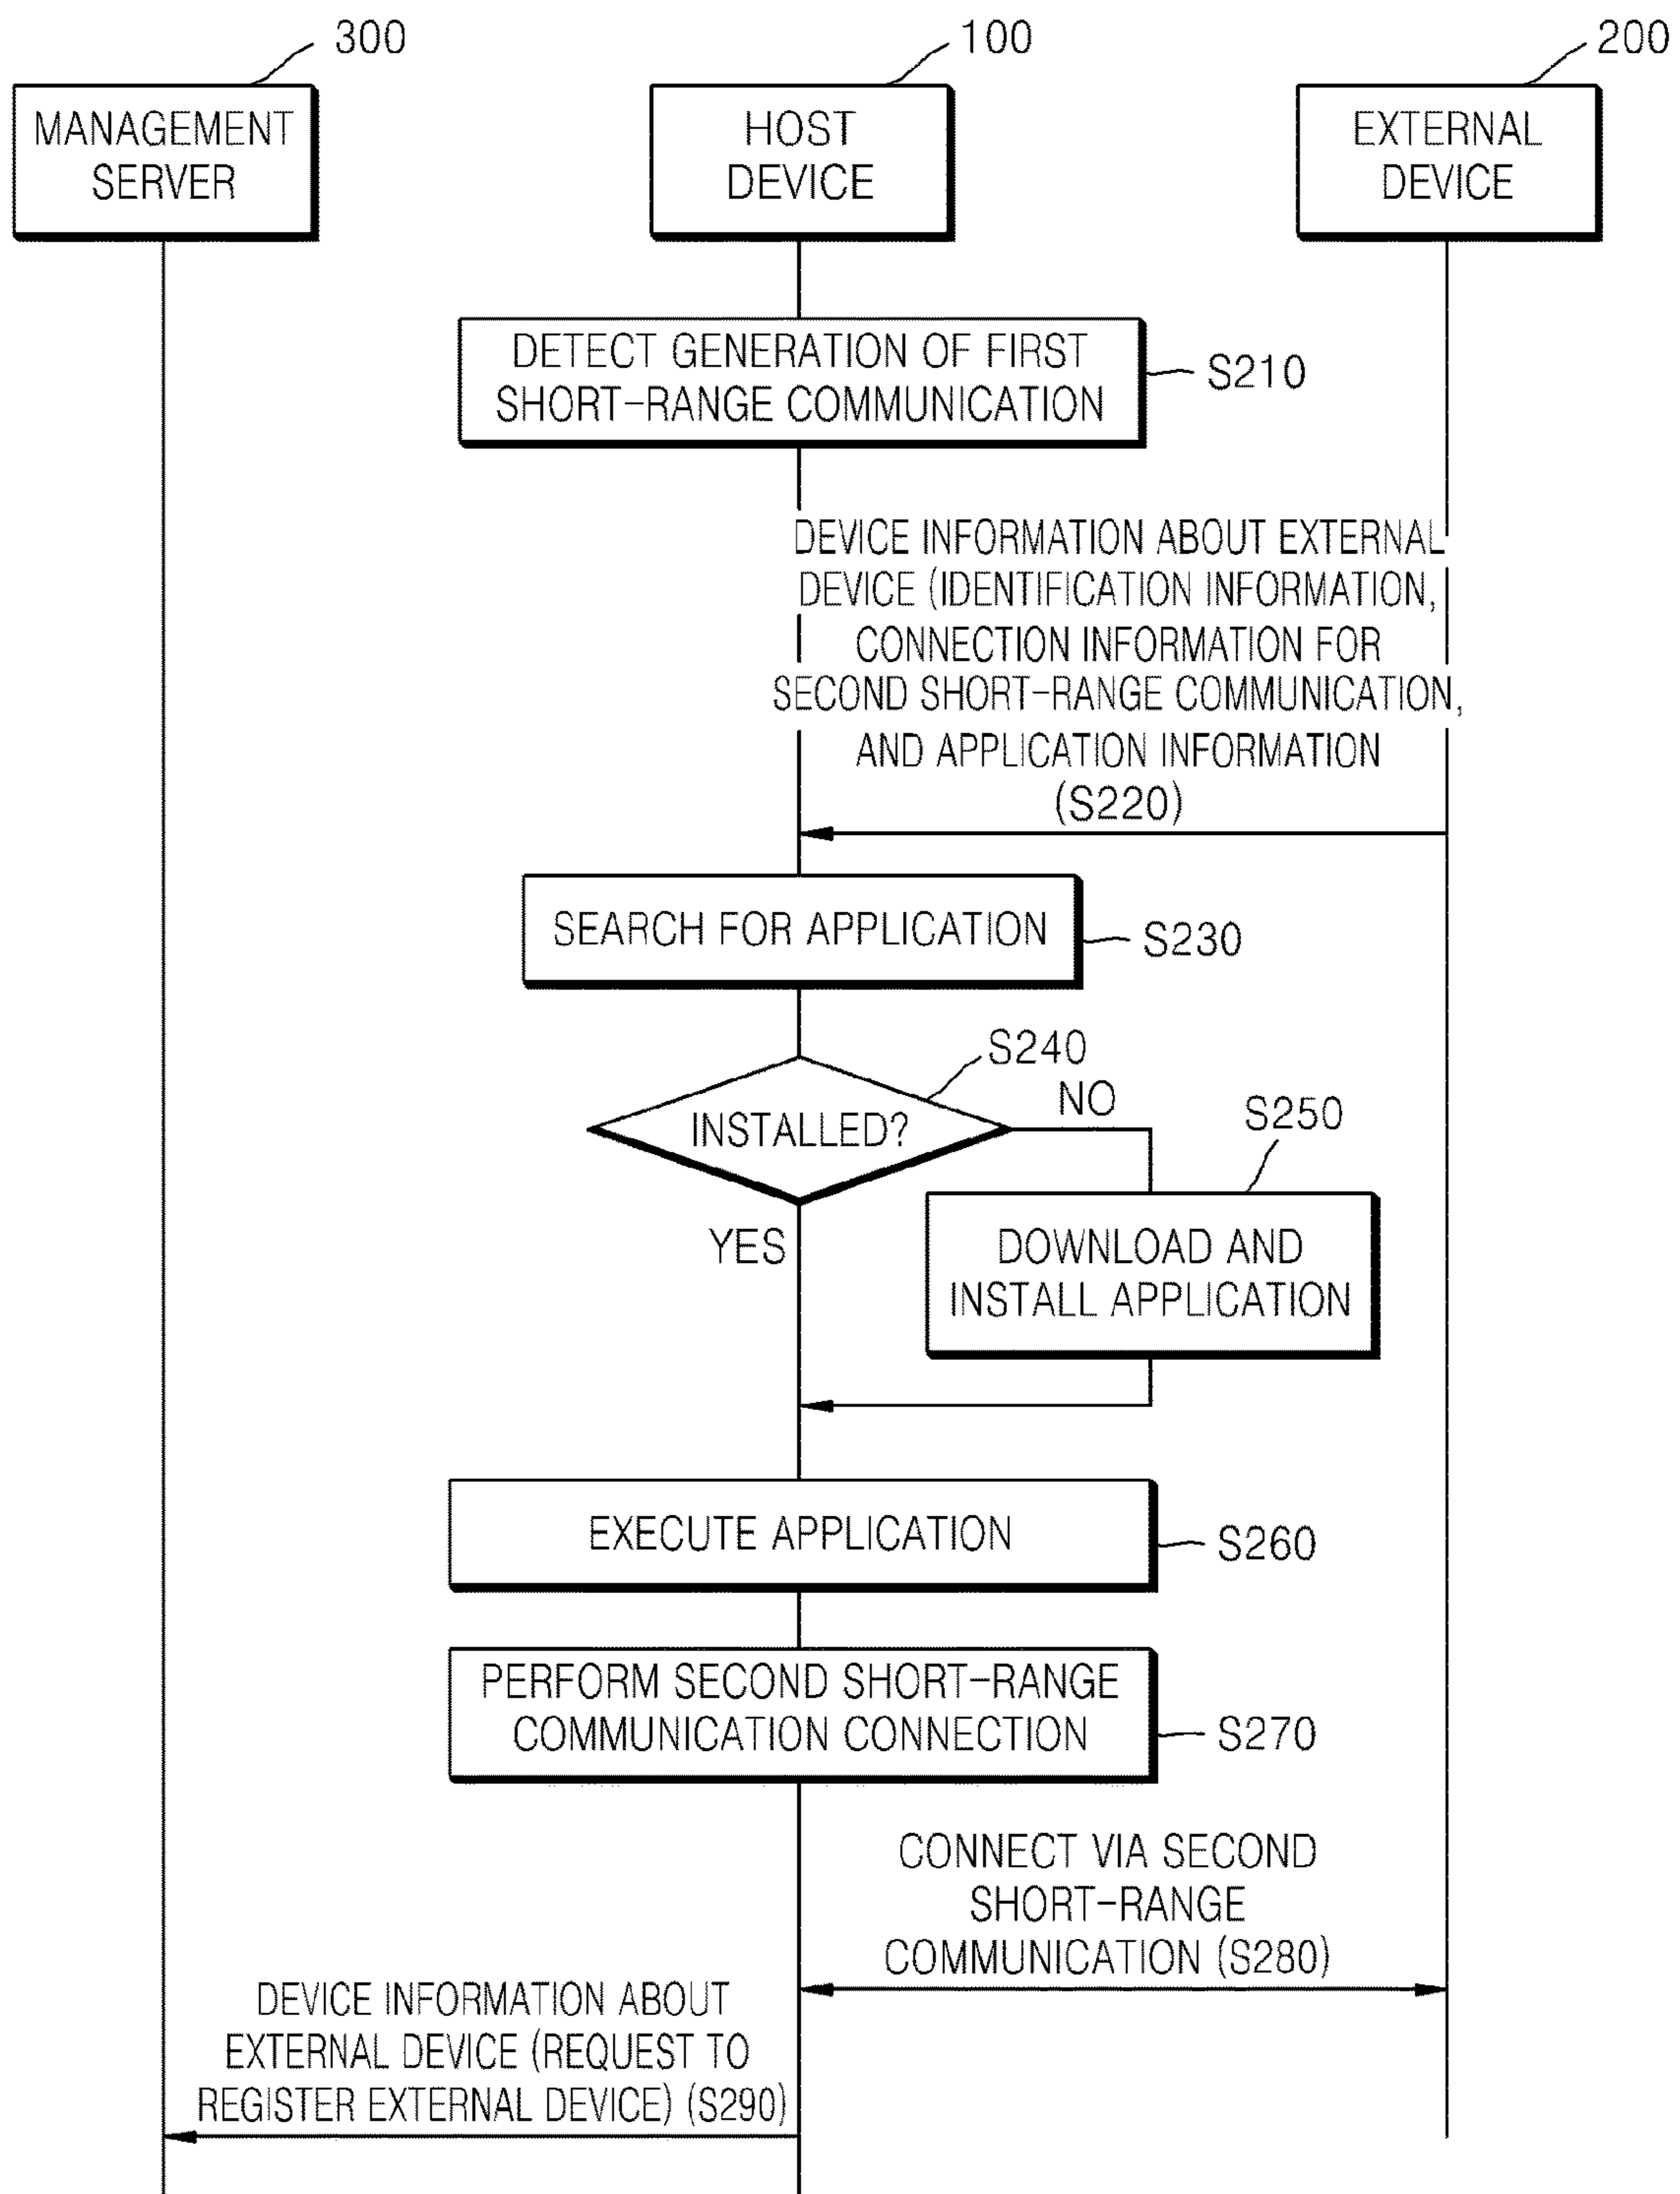 300
100
200
MANAGEMENT
SERVER
HOST
DEVICE
EXTERNAL
DEVICE
DETECT GENERATION OF FIRST
SHORT-RANGE COMMUNICATION
S210
DEVICE INFORMATION ABOUT EXTERNAL
DEVICE (IDENTIFICATION INFORMATION,
CONNECTION INFORMATION FOR
SECOND SHORT-RANGE COMMUNICATION,
AND APPLICATION INFORMATION
(S220)
SEARCH FOR APPLICATION
S230
S240
INSTALLED?
NO
S250
YES
DOWNLOAD AND
INSTALL APPLICATION
EXECUTE APPLICATION
S260
PERFORM SECOND SHORT-RANGE
COMMUNICATION CONNECTION
S270
CONNECT VIA SECOND
SHORT-RANGE
COMMUNICATION (S280)
DEVICE INFORMATION ABOUT
EXTERNAL DEVICE (REQUEST TO
REGISTER EXTERNAL DEVICE) (S290)